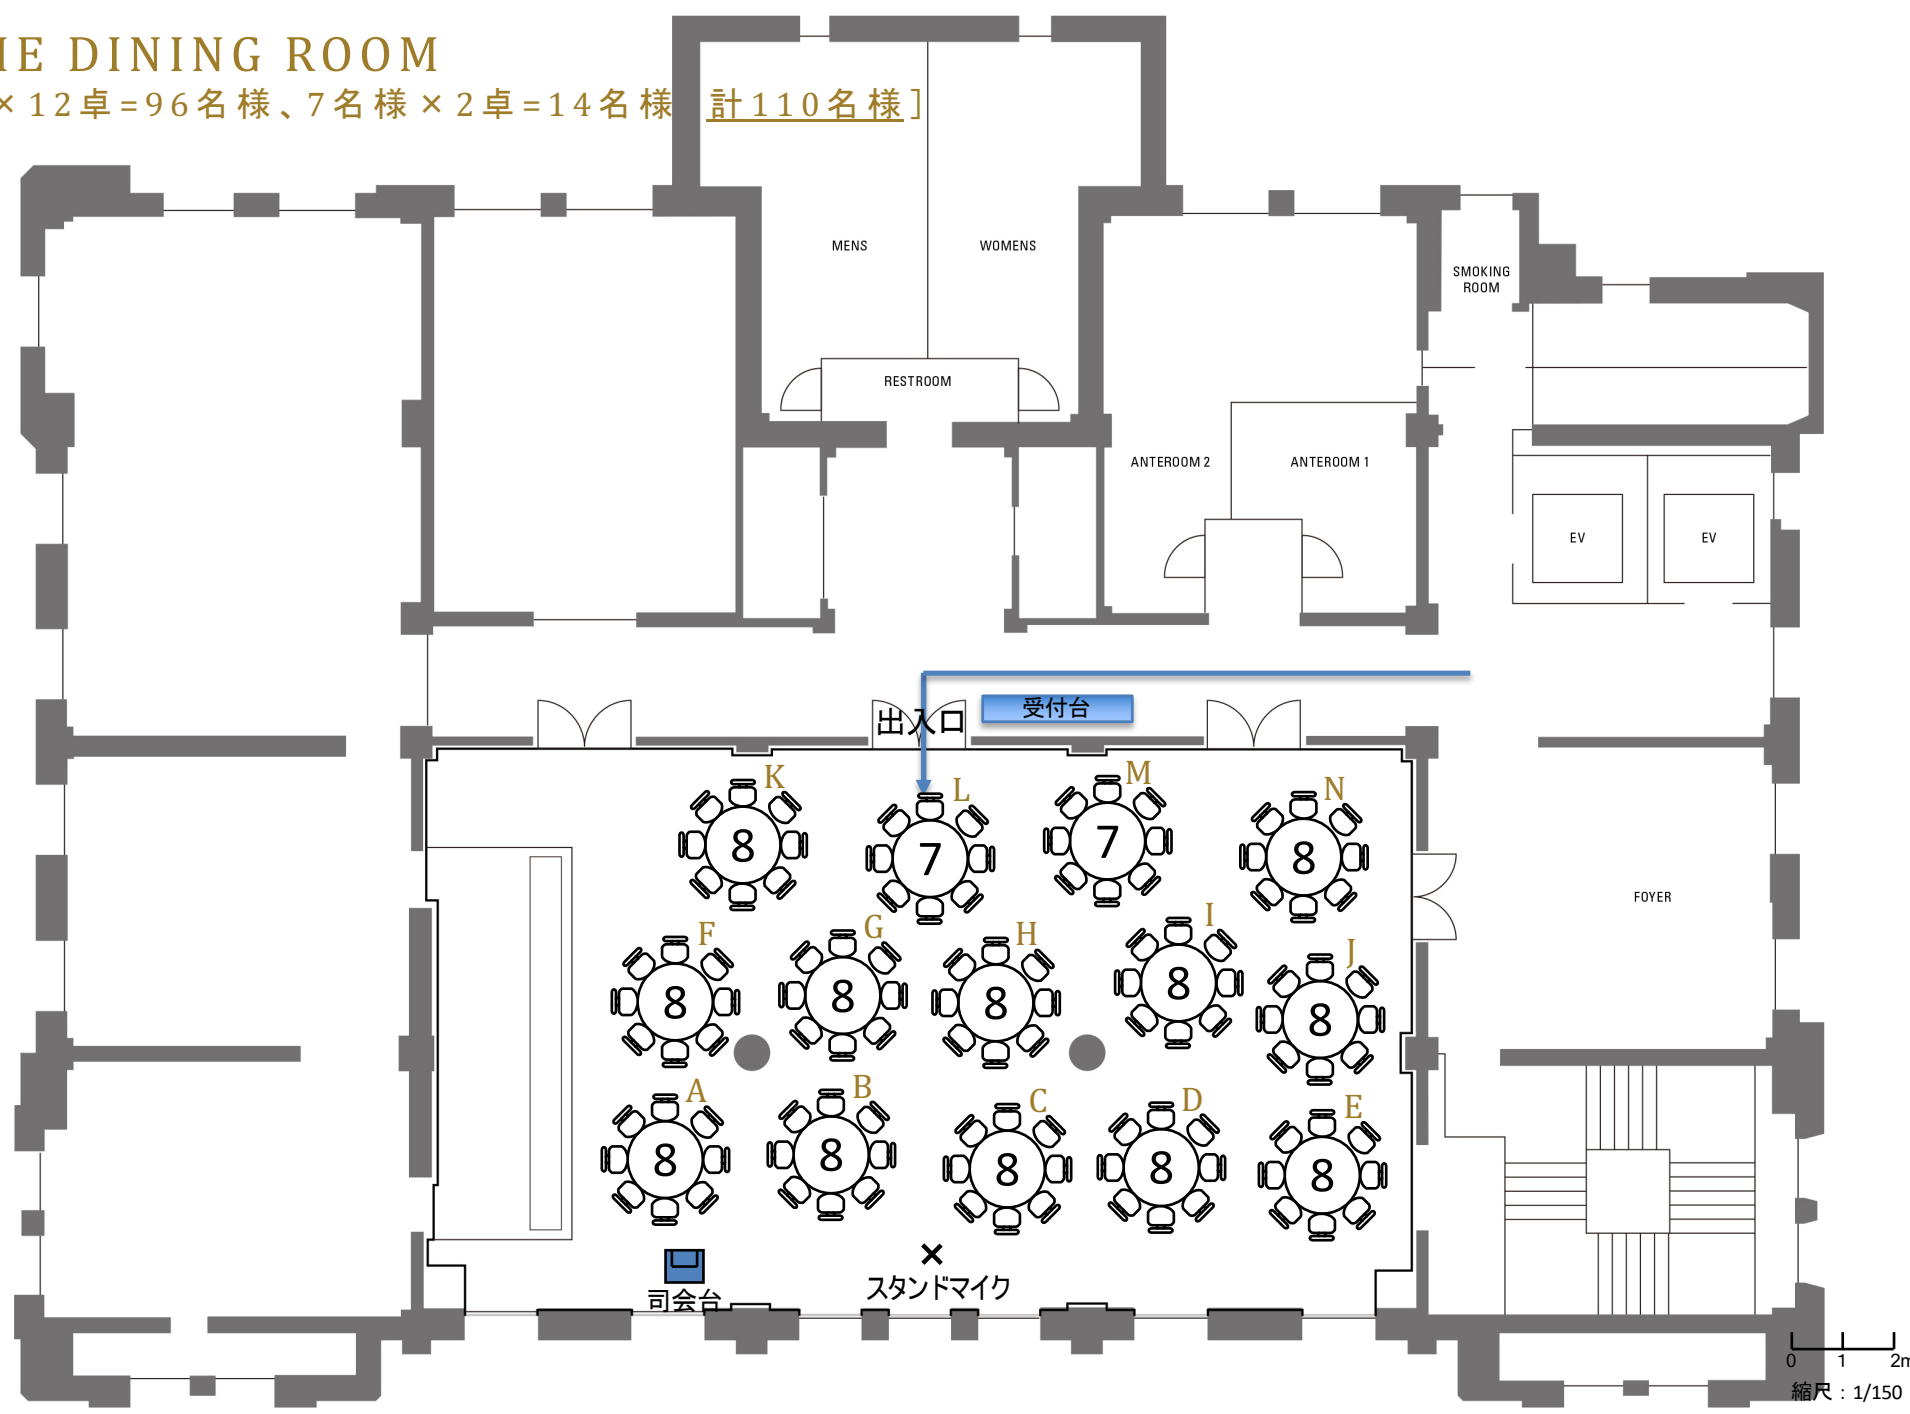 HE DINING ROOM
×12卓=96名様、7名様×2卓=14名様 計110名様]
MENS
WOMENS
SMOKING
ROOM
RESTROOM
ANTEROOM 2
ANTEROOM 1
EV
EV
受付台
出入口
K
L
M
N
8
7
7
8
F
G
H
I
J
8
8
8
8
8
FOYER
A
B
C
D
E
8
8
8
8
8
×
スタンドマイク
司会台
0 1 2m
縮尺：1/150